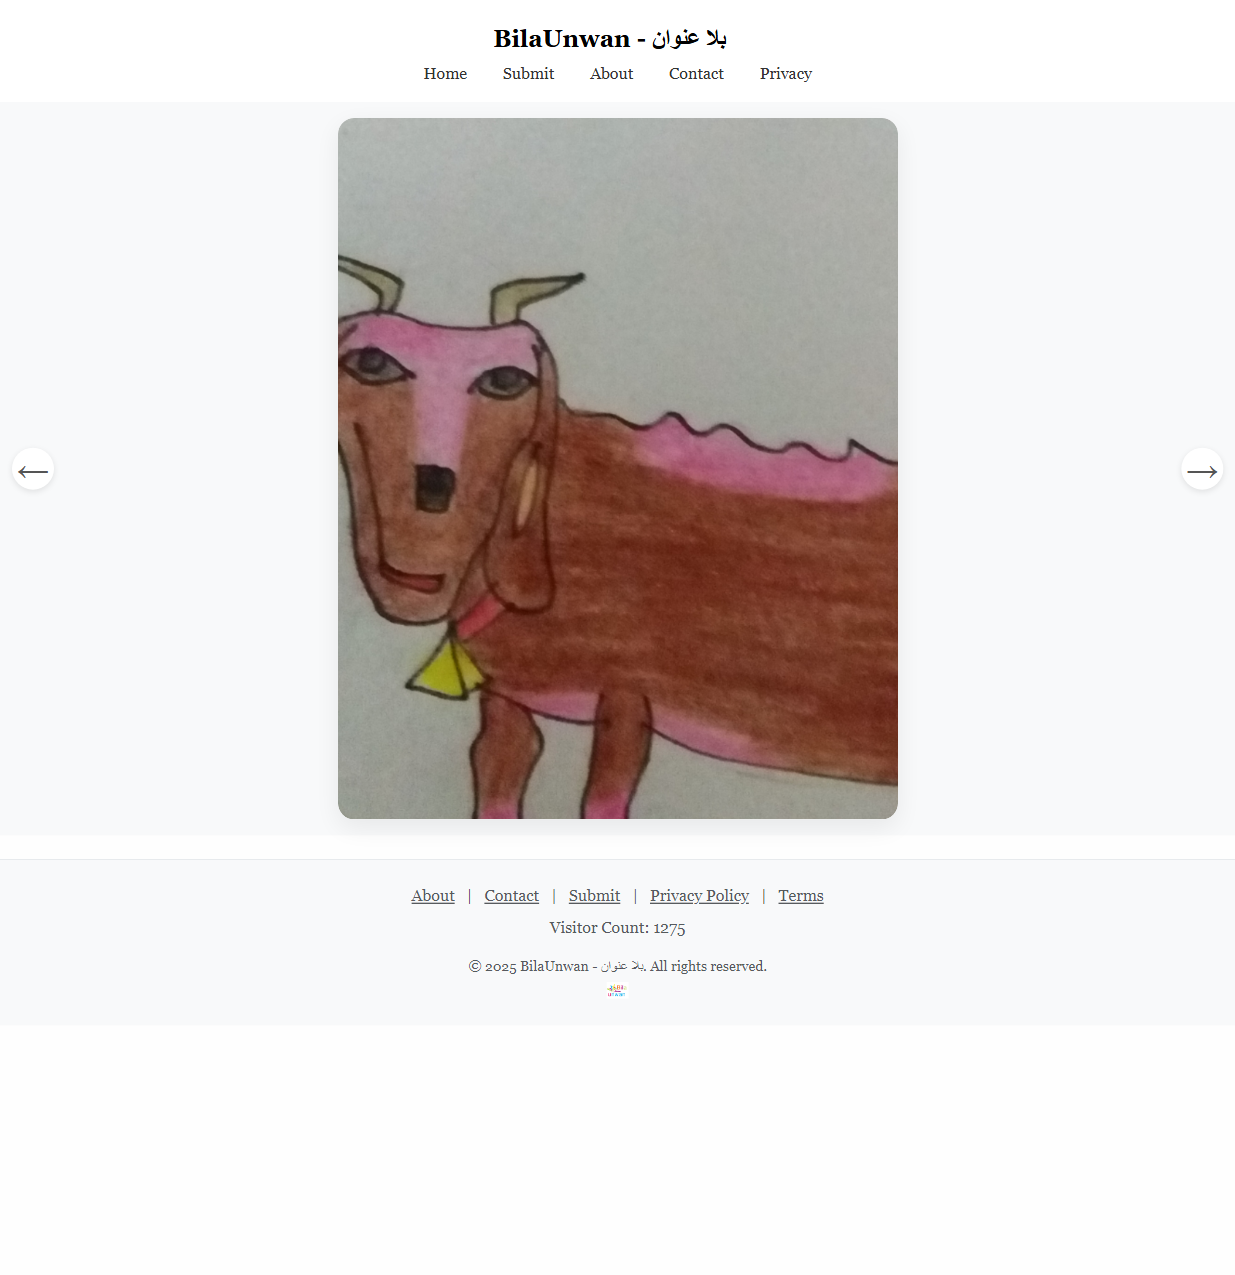 BilaUnwan - بلا عنوان
Home Submit About Contact Privacy
← →
About | Contact | Submit | Privacy Policy | Terms
Visitor Count: 1275
© 2025 BilaUnwan - بلا عنوان. All rights reserved.